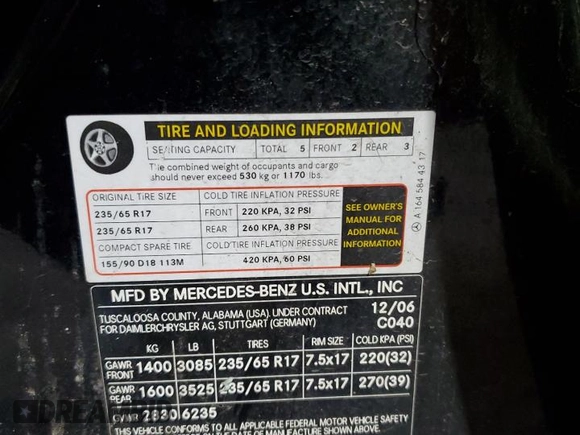 TIRE AND LOADING INFORMATION
SEATING CAPACITY TOTAL 5 FRONT 2 REAR 3
The combined weight of occupants and cargo
should never exceed 530 kg or 1170 lbs.
ORIGINAL TIRE SIZE COLD TIRE INFLATION PRESSURE
235/65 R17 FRONT 220 KPA, 32 PSI
235/65 R17 REAR 260 KPA, 38 PSI
COMPACT SPARE TIRE COLD TIRE INFLATION PRESSURE
155/90 D18 113M 420 KPA, 60 PSI
SEE OWNER'S
MANUAL FOR
ADDITIONAL
INFORMATION
A 164 584 43 17
MFD BY MERCEDES-BENZ U.S. INTL., INC
TUSCALOOSA COUNTY, ALABAMA (USA). UNDER CONTRACT 12/06
FOR DAIMLERCHRYSLER AG, STUTTGART (GERMANY) C040
KG LB TIRES RIM SIZE COLD KPA (PSI)
GAWR FRONT 1400 3085 235/65 R17 7.5x17 220(32)
GAWR REAR 1600 3525 235/65 R17 7.5x17 270(39)
GVWR 2830 6235
CONFORMS TO ALL APPLICABLE FEDERAL MOTOR VEHICLE SAFETY